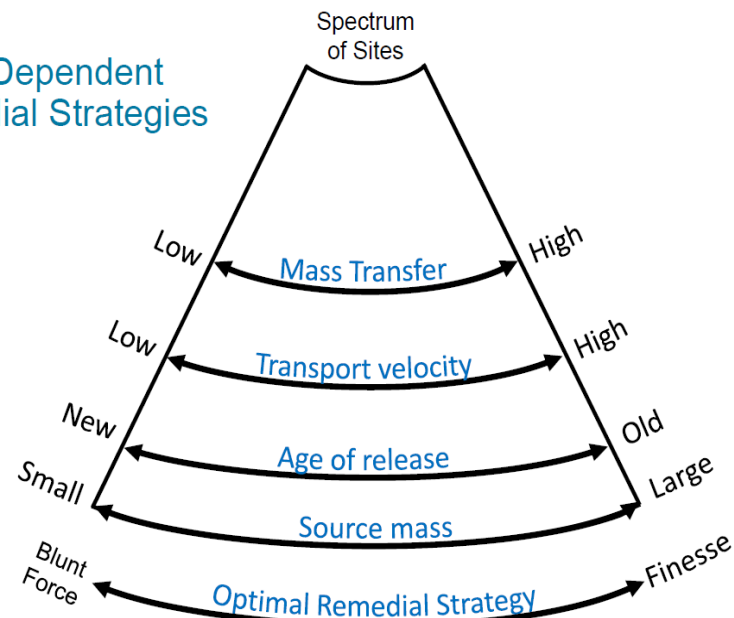 Spectrum
of Sites
Dependent
ial Strategies
Low
Mass Transfer
High
Low
Transport velocity
High
New
Age of release
Old
Small
Source mass
Large
Blunt
Force
Optimal Remedial Strategy
Finesse